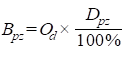 B_pz = O_d × D_pz / 100%